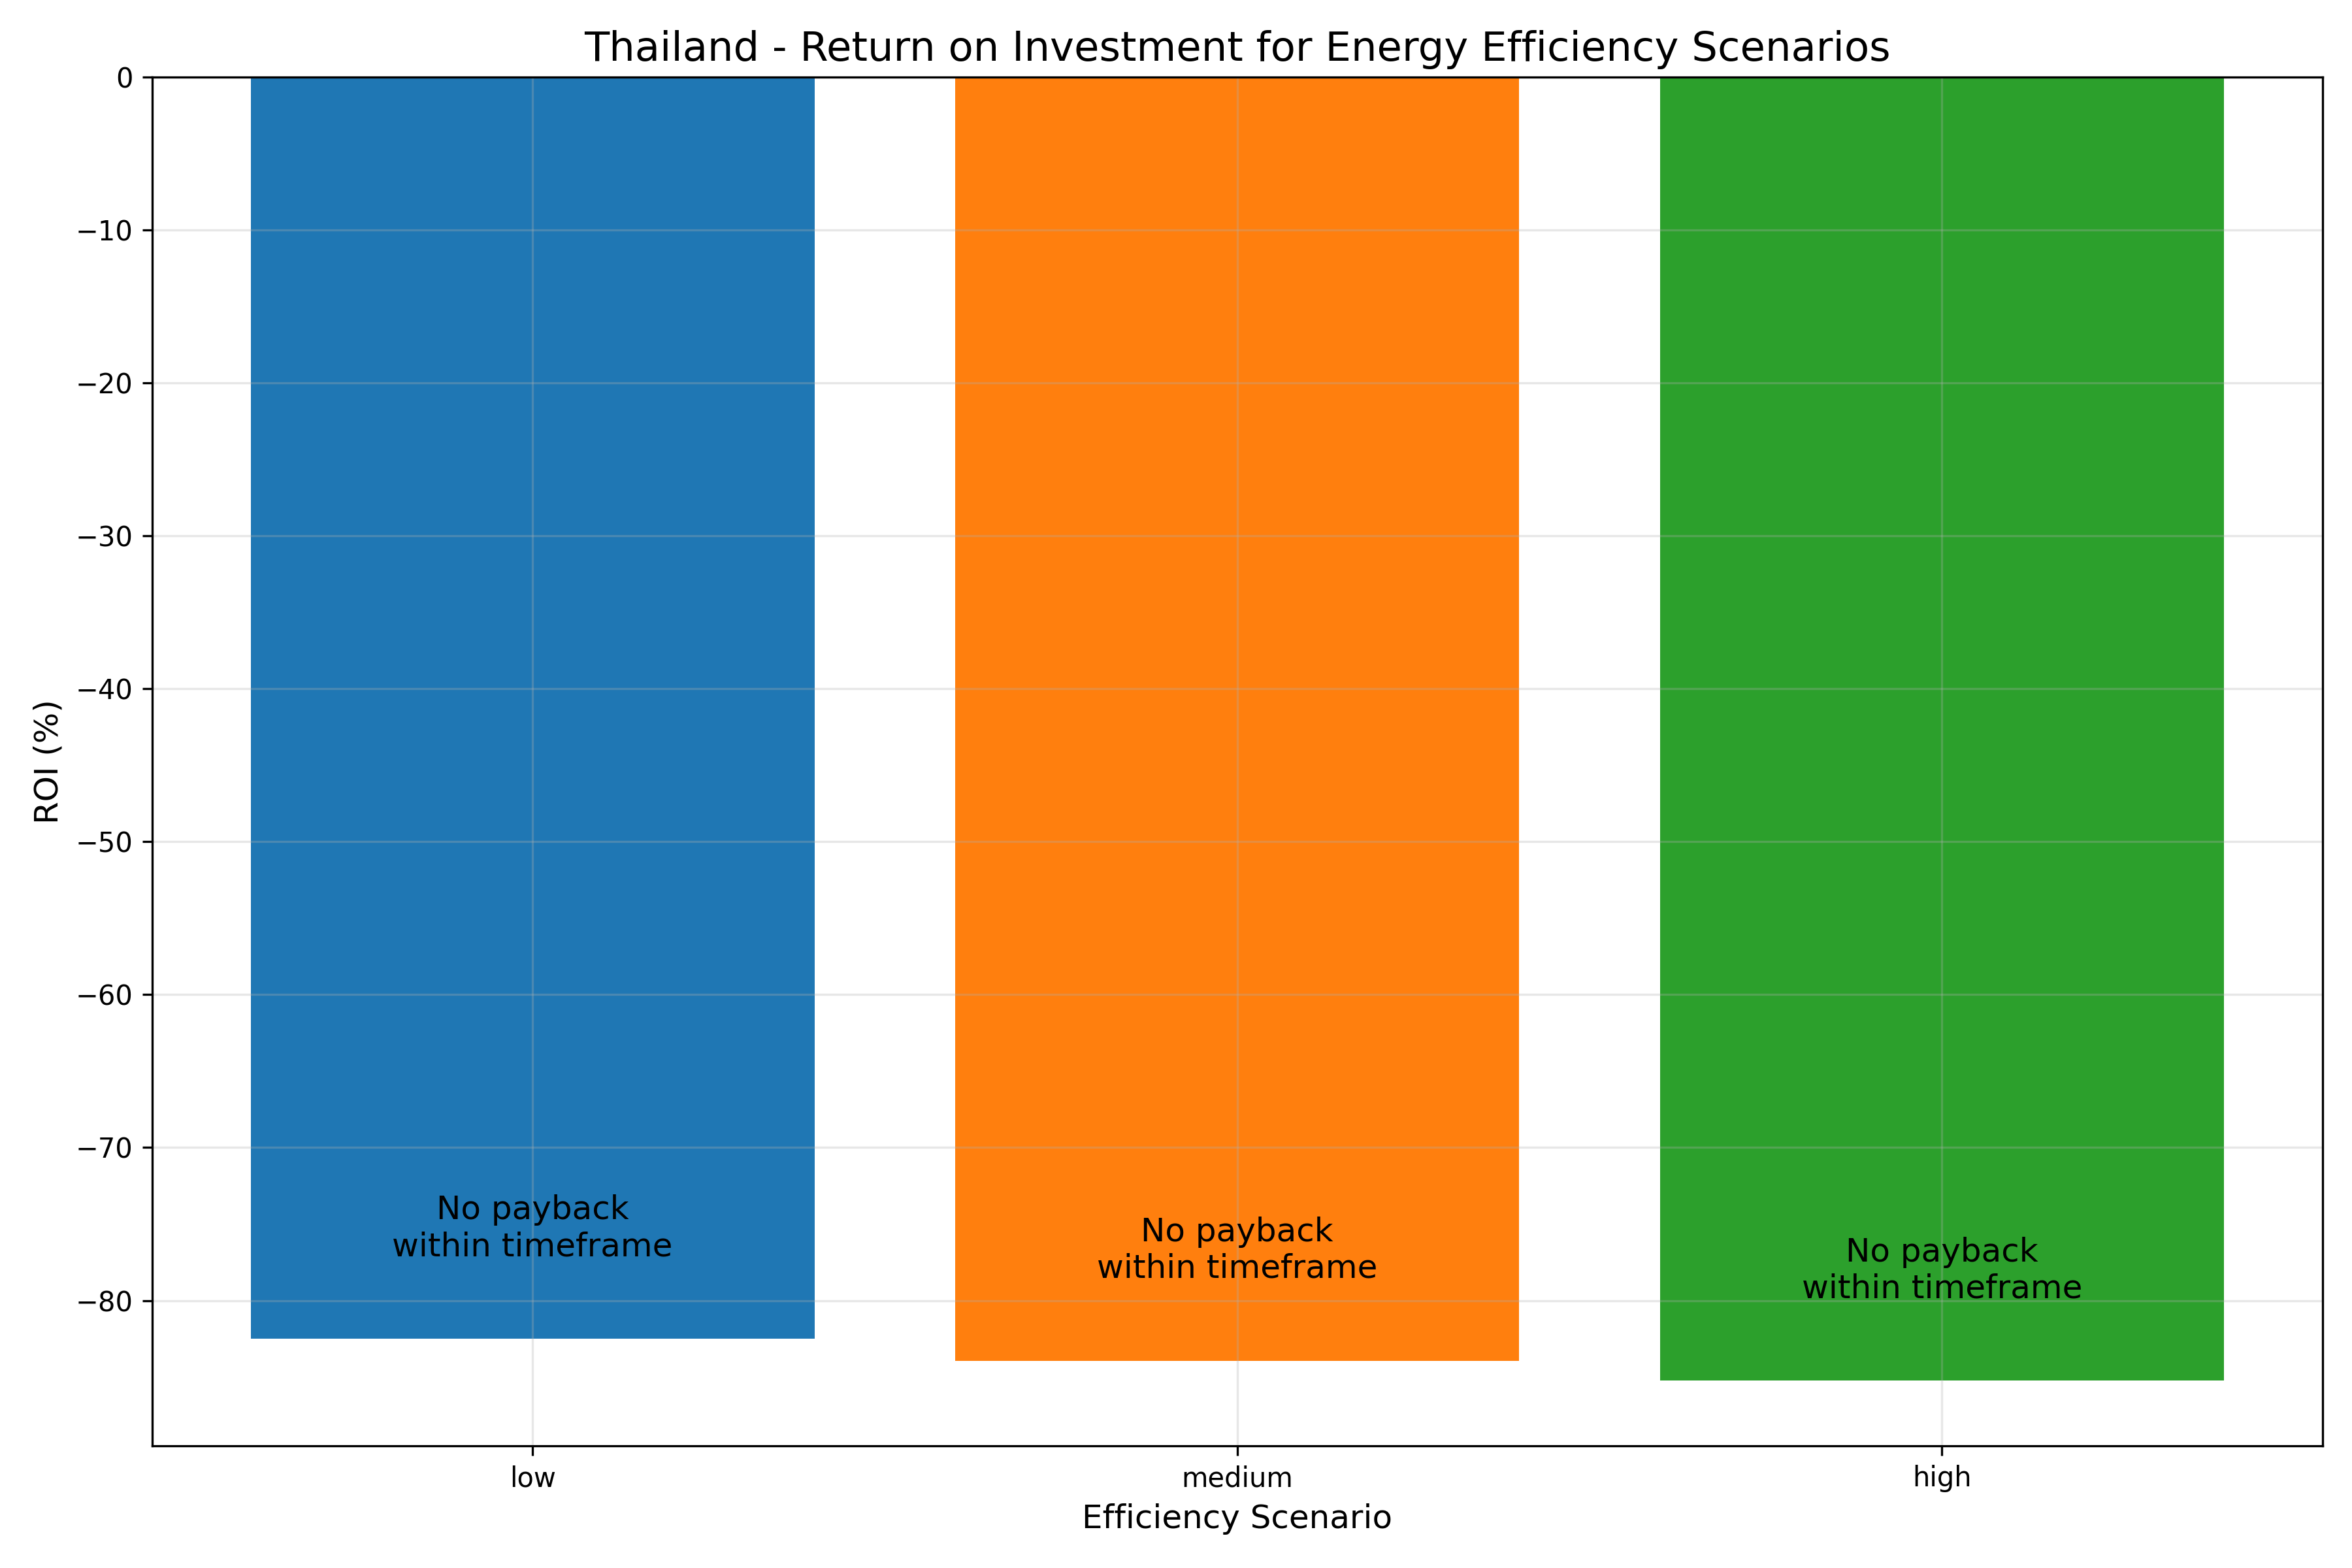 Thailand - Return on Investment for Energy Efficiency Scenarios
ROI (%)
0
−10
−20
−30
−40
−50
−60
−70
−80
No payback
within timeframe
No payback
within timeframe
No payback
within timeframe
low
medium
high
Efficiency Scenario